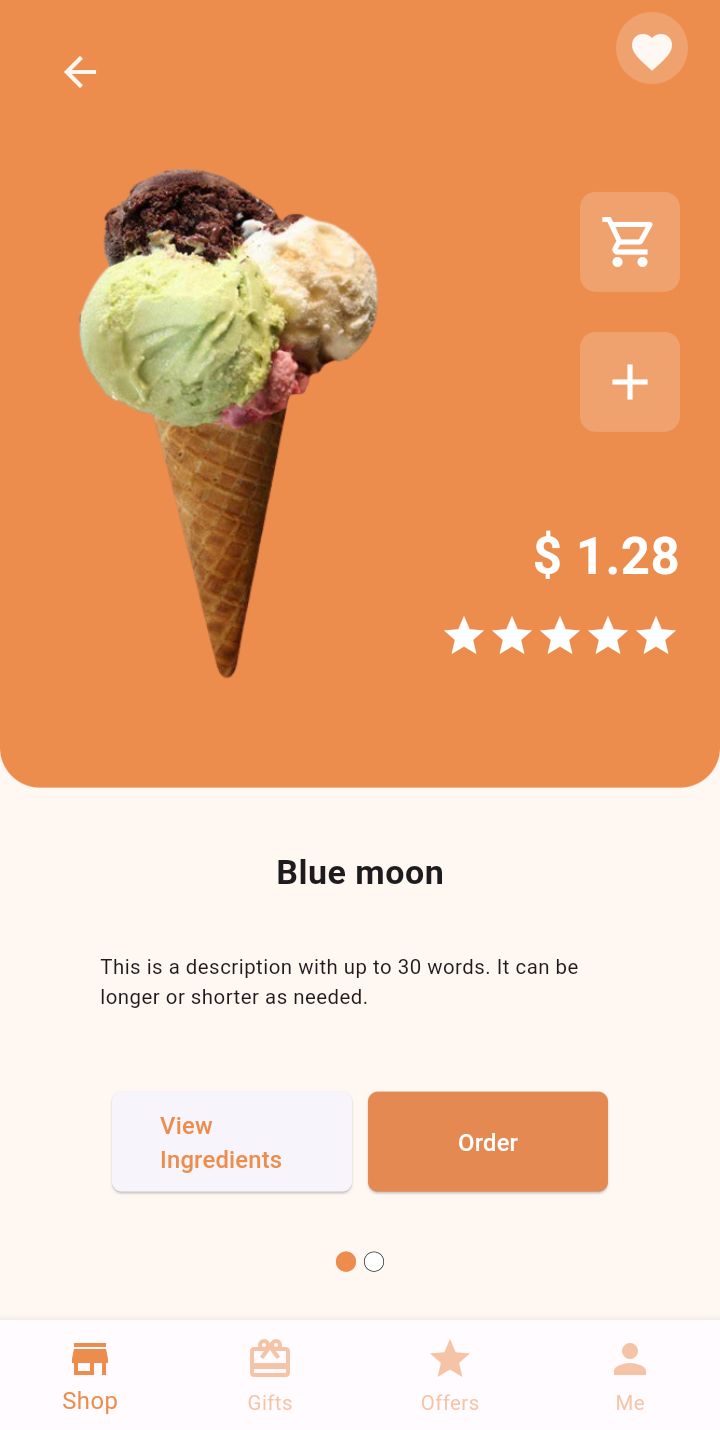 $ 1.28
Blue moon
This is a description with up to 30 words. It can be
longer or shorter as needed.
View
Ingredients
Order
Shop
Gifts
Offers
Me